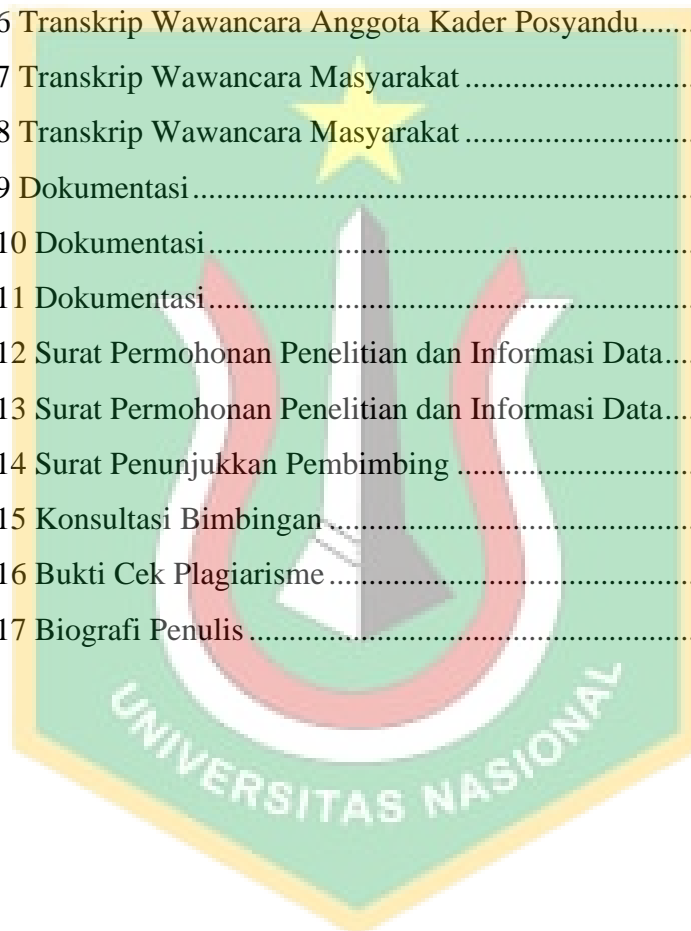 6 Transkrip Wawancara Anggota Kader Posyandu......
7 Transkrip Wawancara Masyarakat ..............................
8 Transkrip Wawancara Masyarakat ..............................
9 Dokumentasi..................................................................
10 Dokumentasi................................................................
11 Dokumentasi................................................................
12 Surat Permohonan Penelitian dan Informasi Data....
13 Surat Permohonan Penelitian dan Informasi Data....
14 Surat Penunjukkan Pembimbing ...............................
15 Konsultasi Bimbingan ................................................
16 Bukti Cek Plagiarisme ................................................
17 Biografi Penulis ..........................................................
UNIVERSITAS NASIONAL